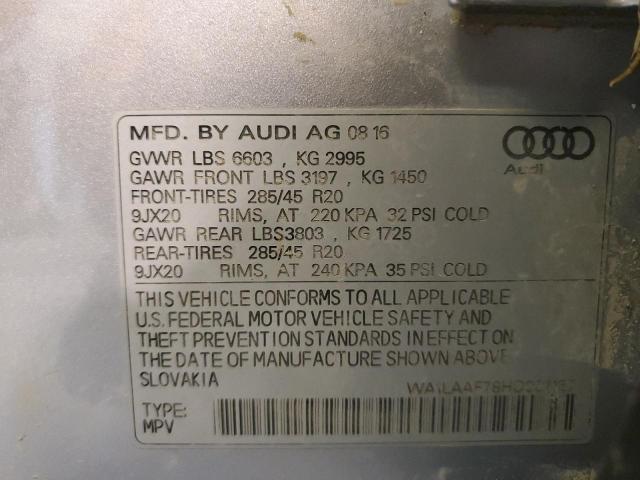 MFD. BY AUDI AG 08 16
GVWR LBS 6603 , KG 2995
GAWR FRONT LBS 3197 , KG 1450
FRONT-TIRES 285/45 R20
9JX20 RIMS, AT 220 KPA 32 PSI COLD
GAWR REAR LBS3803 , KG 1725
REAR-TIRES 285/45 R20
9JX20 RIMS, AT 240 KPA 35 PSI COLD
Audi
THIS VEHICLE CONFORMS TO ALL APPLICABLE
U.S. FEDERAL MOTOR VEHICLE SAFETY AND
THEFT PREVENTION STANDARDS IN EFFECT ON
THE DATE OF MANUFACTURE SHOWN ABOVE
SLOVAKIA
TYPE:
MPV